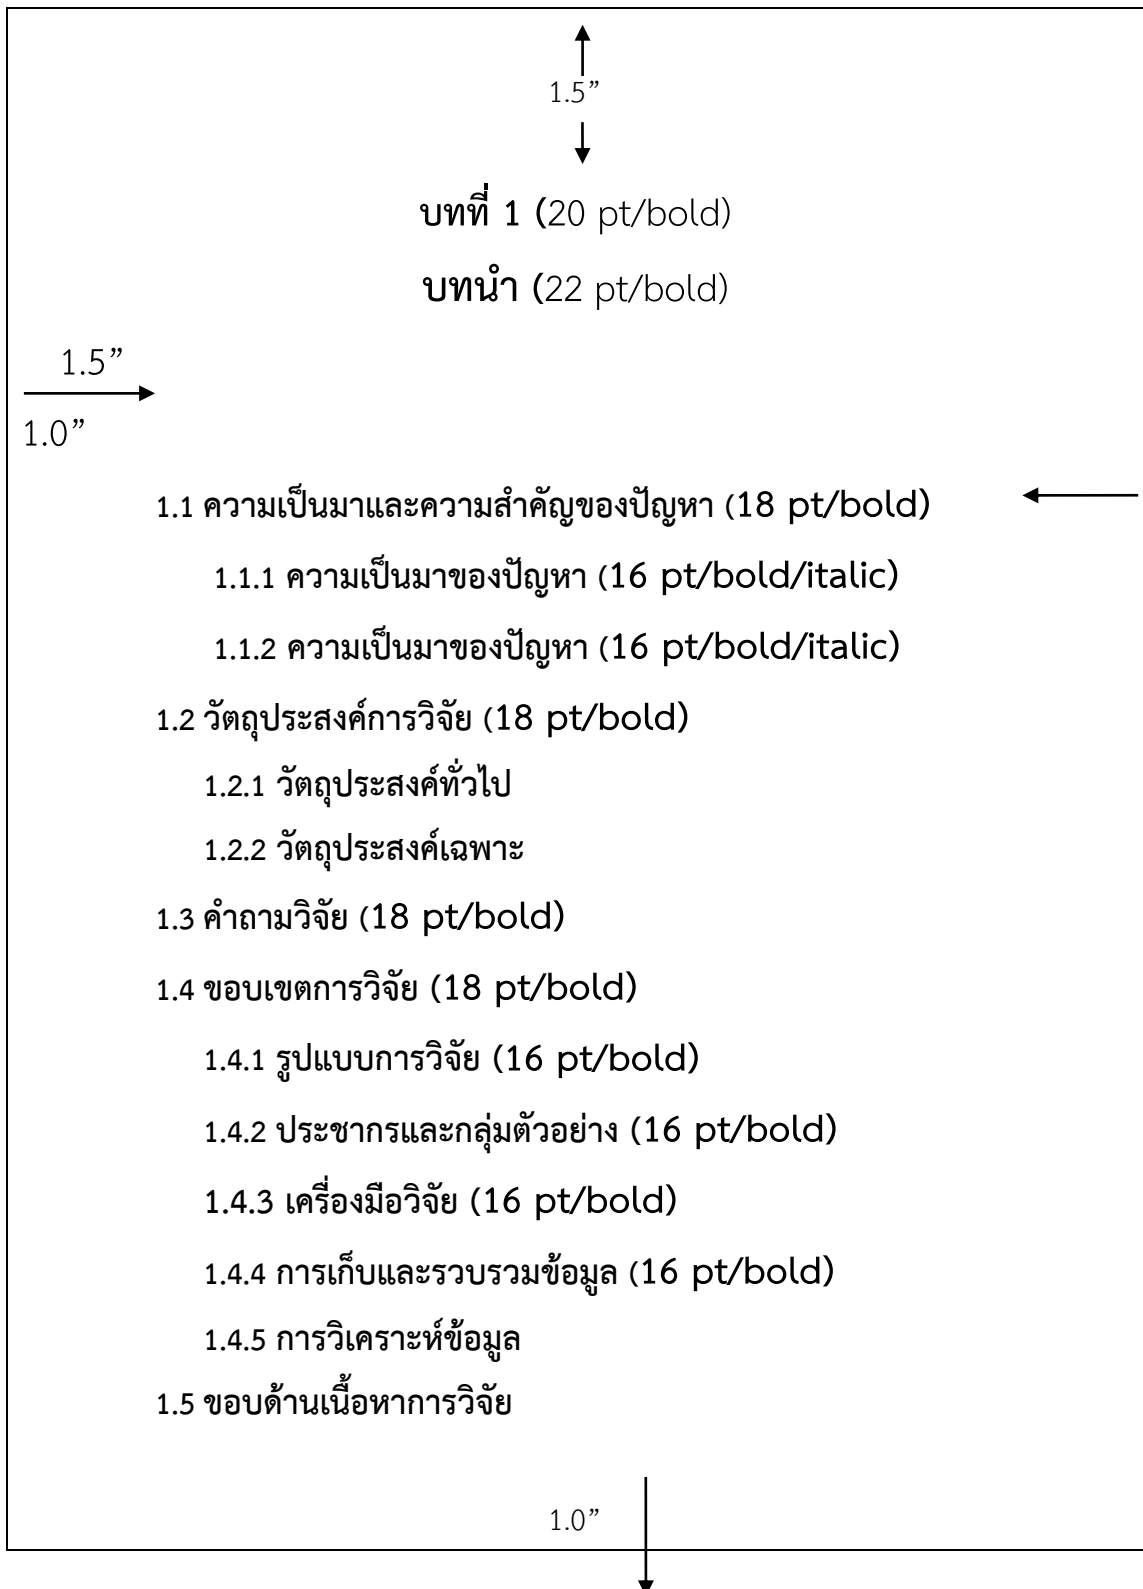 1.5”
บทที่ 1 (20 pt/bold)
บทนำ (22 pt/bold)
1.5”
1.0”
1.1 ความเป็นมาและความสำคัญของปัญหา (18 pt/bold)
1.1.1 ความเป็นมาของปัญหา (16 pt/bold/italic)
1.1.2 ความเป็นมาของปัญหา (16 pt/bold/italic)
1.2 วัตถุประสงค์การวิจัย (18 pt/bold)
1.2.1 วัตถุประสงค์ทั่วไป
1.2.2 วัตถุประสงค์เฉพาะ
1.3 คำถามวิจัย (18 pt/bold)
1.4 ขอบเขตการวิจัย (18 pt/bold)
1.4.1 รูปแบบการวิจัย (16 pt/bold)
1.4.2 ประชากรและกลุ่มตัวอย่าง (16 pt/bold)
1.4.3 เครื่องมือวิจัย (16 pt/bold)
1.4.4 การเก็บและรวบรวมข้อมูล (16 pt/bold)
1.4.5 การวิเคราะห์ข้อมูล
1.5 ขอบด้านเนื้อหาการวิจัย
1.0”